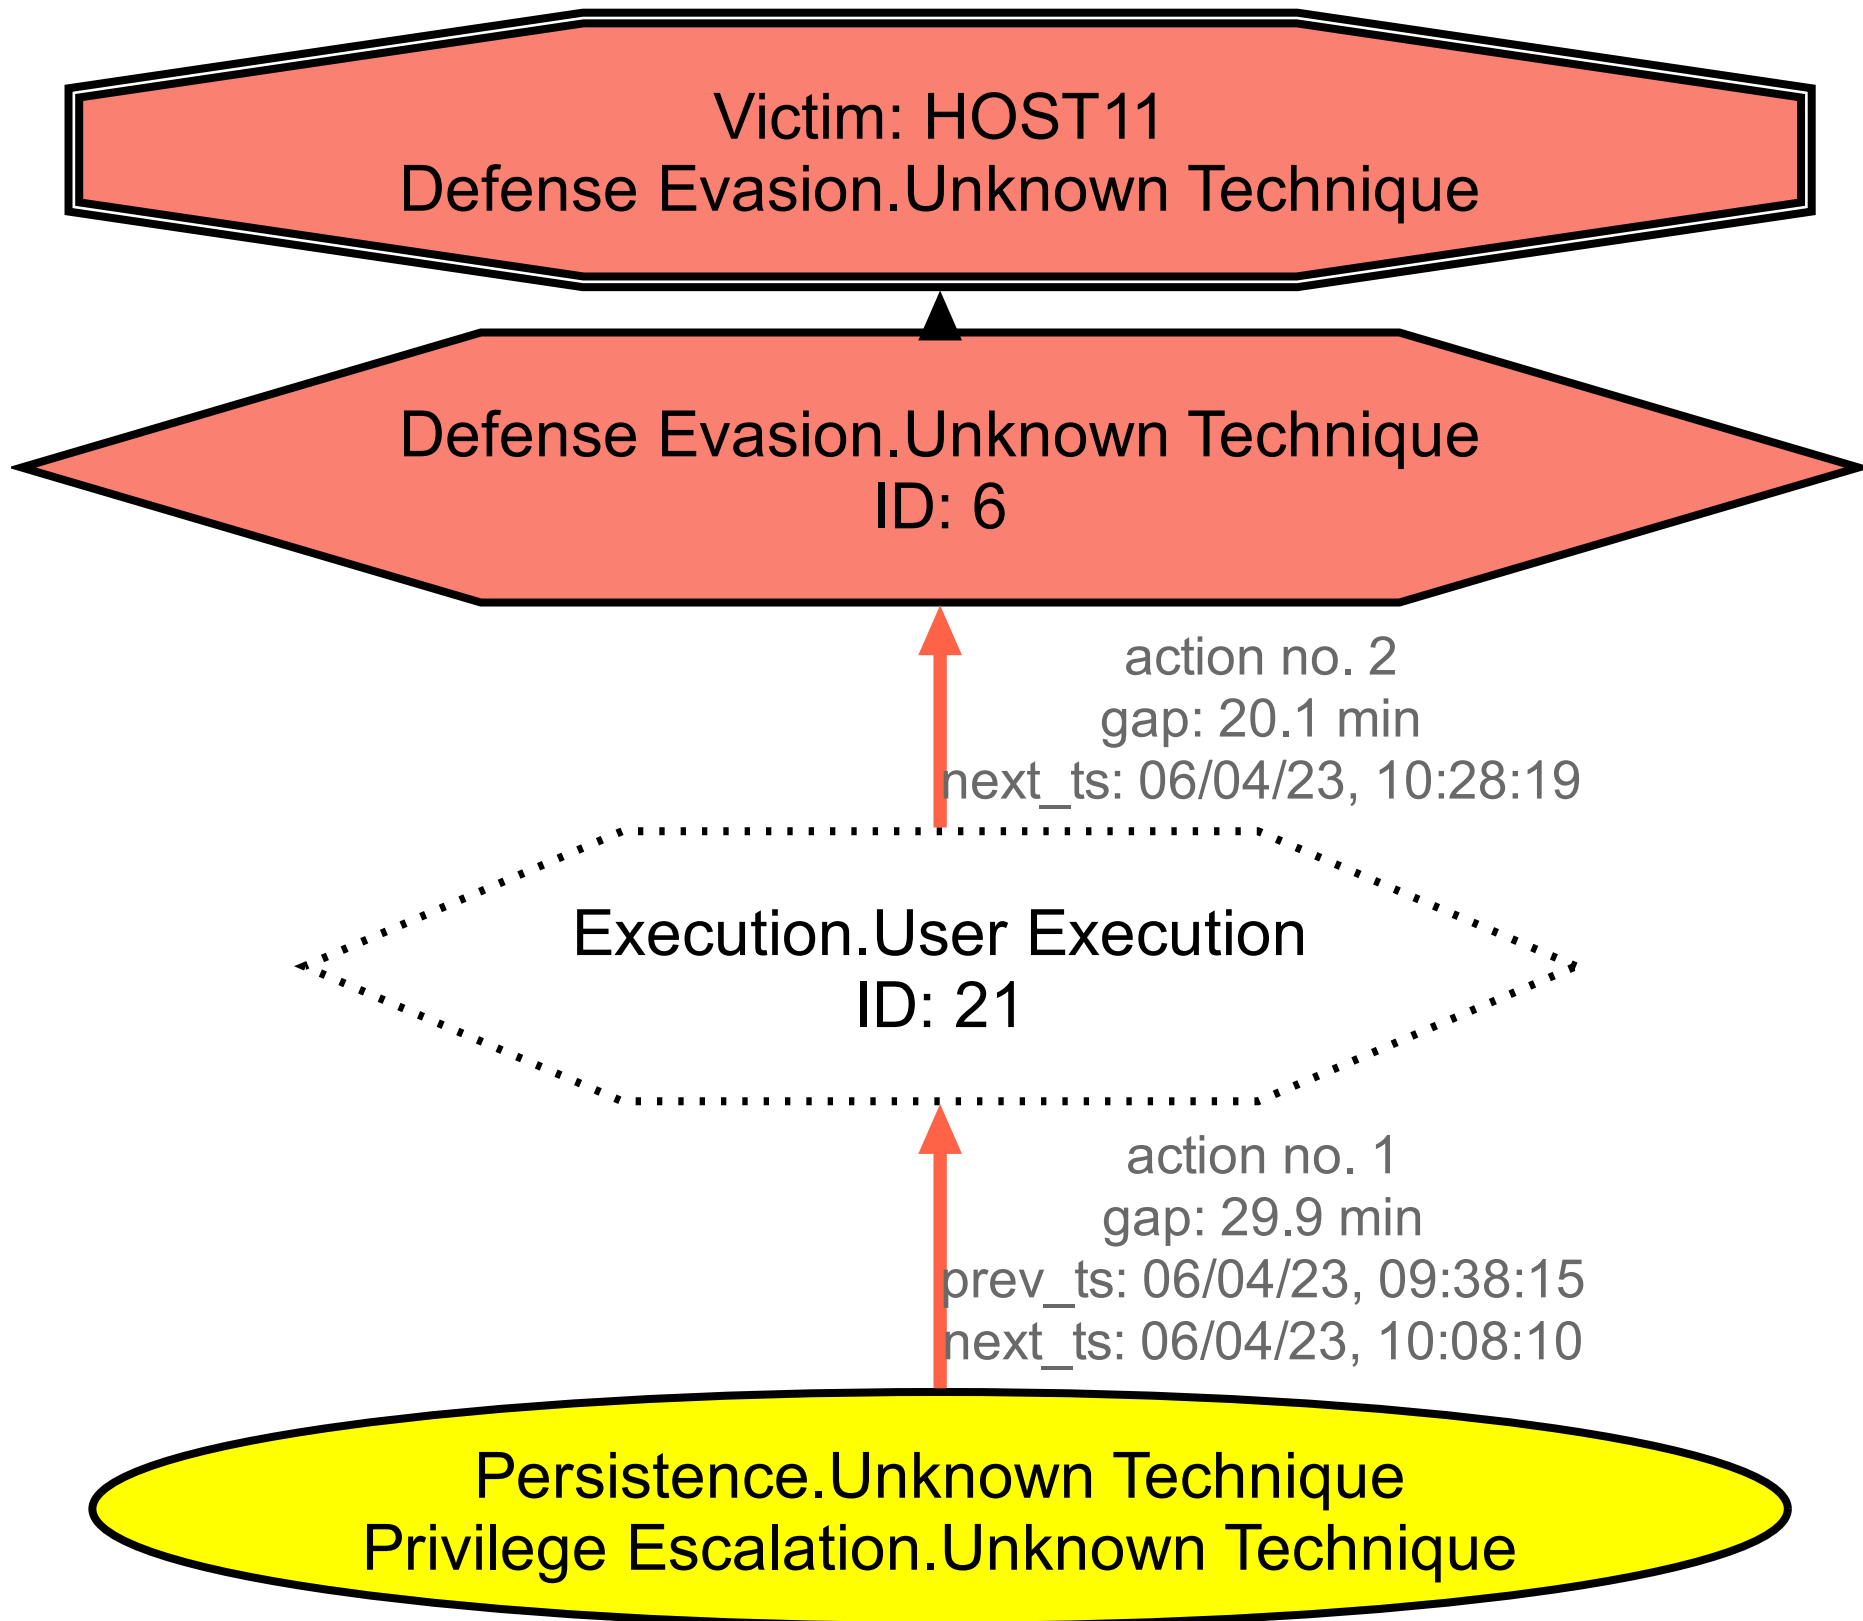 Victim: HOST11
Defense Evasion.Unknown Technique
Defense Evasion.Unknown Technique
ID: 6
action no. 2
gap: 20.1 min
next_ts: 06/04/23, 10:28:19
Execution.User Execution
ID: 21
action no. 1
gap: 29.9 min
prev_ts: 06/04/23, 09:38:15
next_ts: 06/04/23, 10:08:10
Persistence.Unknown Technique
Privilege Escalation.Unknown Technique